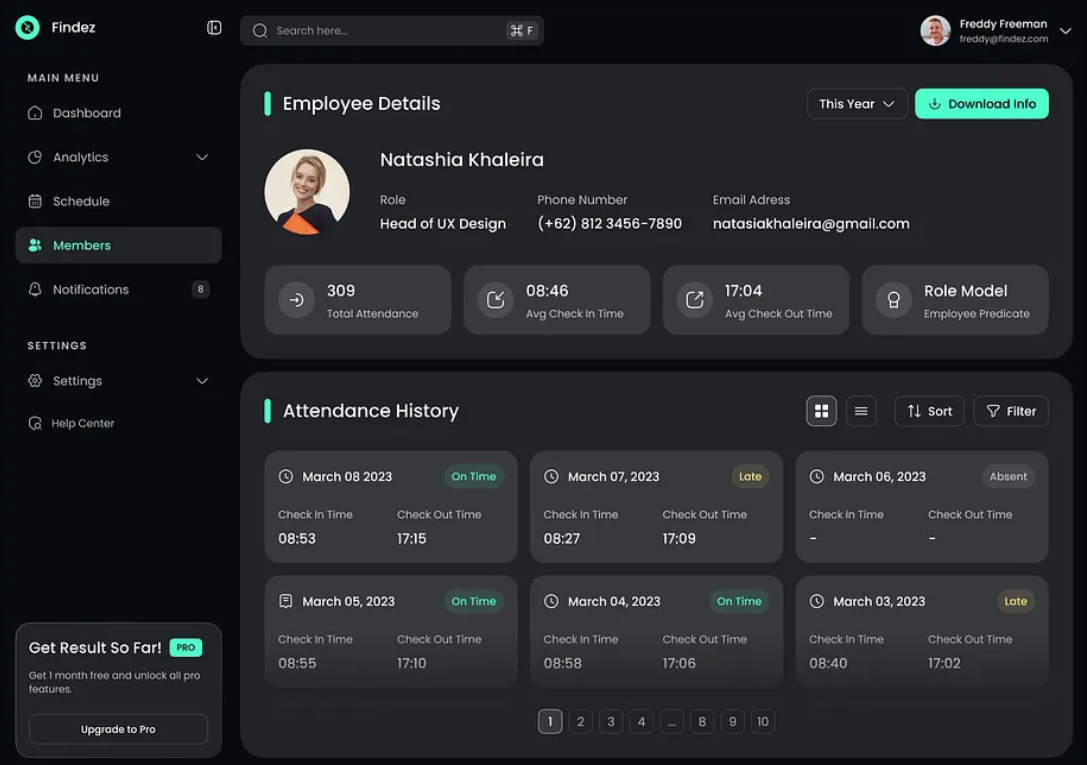 Findez
Search here...
⌘ F
Freddy Freeman
freddy@findez.com
MAIN MENU
Dashboard
Analytics
Schedule
Members
Notifications
8
SETTINGS
Settings
Help Center
Get Result So Far! PRO
Get 1 month free and unlock all pro
features.
Upgrade to Pro
Employee Details
This Year
Download Info
Natashia Khaleira
Role
Head of UX Design
Phone Number
(+62) 812 3456-7890
Email Adress
natasiakhaleira@gmail.com
309
Total Attendance
08:46
Avg Check In Time
17:04
Avg Check Out Time
Role Model
Employee Predicate
Attendance History
Sort
Filter
March 08 2023
On Time
Check In Time
Check Out Time
08:53
17:15
March 07, 2023
Late
Check In Time
Check Out Time
08:27
17:09
March 06, 2023
Absent
Check In Time
Check Out Time
-
-
March 05, 2023
On Time
Check In Time
Check Out Time
08:55
17:10
March 04, 2023
On Time
Check In Time
Check Out Time
08:58
17:06
March 03, 2023
Late
Check In Time
Check Out Time
08:40
17:02
1 2 3 4 ... 8 9 10